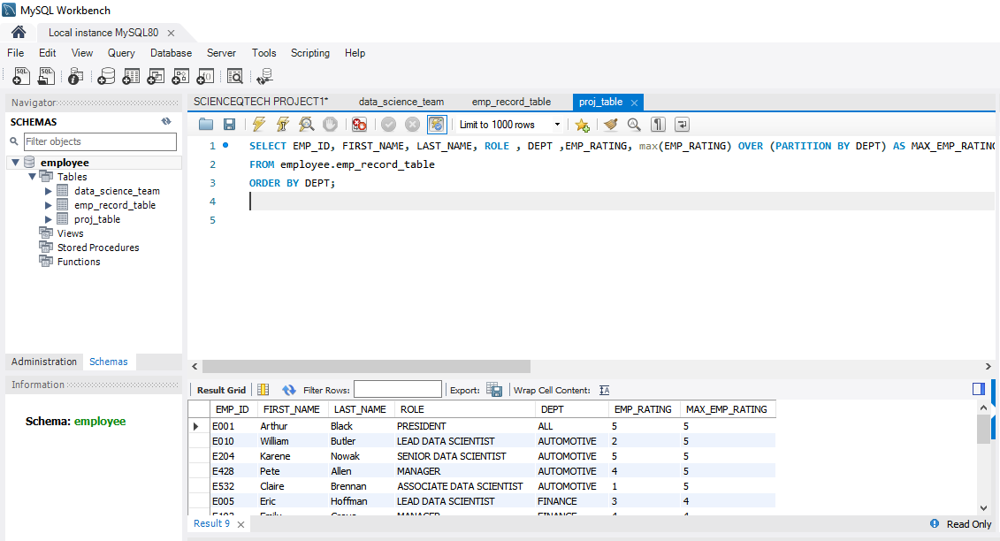 MySQL Workbench
Local instance MySQL80
File Edit View Query Database Server Tools Scripting Help
Navigator
SCHEMAS
Filter objects
employee
Tables
data_science_team
emp_record_table
proj_table
Views
Stored Procedures
Functions
Administration Schemas
Information
Schema: employee
SCIENCEQTECH PROJECT1* data_science_team emp_record_table proj_table
Limit to 1000 rows
1 SELECT EMP_ID, FIRST_NAME, LAST_NAME, ROLE , DEPT ,EMP_RATING, max(EMP_RATING) OVER (PARTITION BY DEPT) AS MAX_EMP_RATING
2 FROM employee.emp_record_table
3 ORDER BY DEPT;
4
5
Result Grid Filter Rows: Export: Wrap Cell Content:
EMP_ID FIRST_NAME LAST_NAME ROLE DEPT EMP_RATING MAX_EMP_RATING
E001 Arthur Black PRESIDENT ALL 5 5
E010 William Butler LEAD DATA SCIENTIST AUTOMOTIVE 2 5
E204 Karene Nowak SENIOR DATA SCIENTIST AUTOMOTIVE 5 5
E428 Pete Allen MANAGER AUTOMOTIVE 4 5
E532 Claire Brennan ASSOCIATE DATA SCIENTIST AUTOMOTIVE 1 5
E005 Eric Hoffman LEAD DATA SCIENTIST FINANCE 3 4
MANAGER FINANCE 4 4
Result 9
Read Only